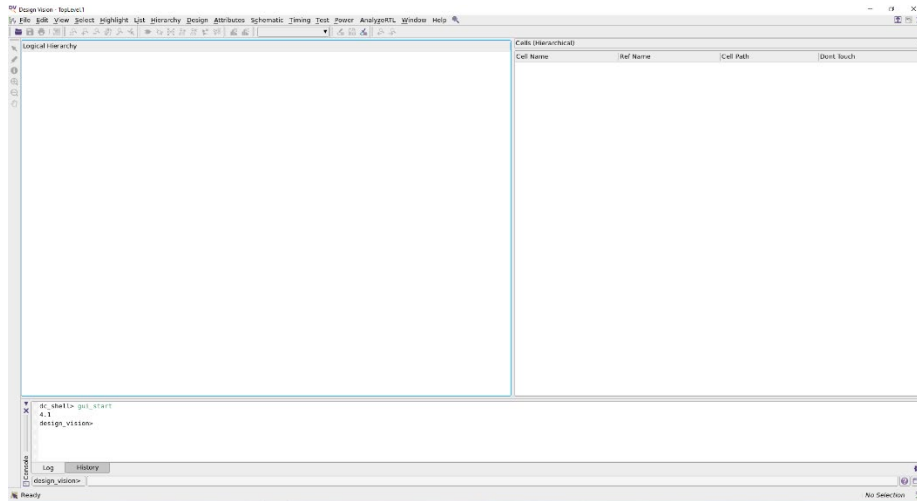 Design Vision - TopLevel.1
File Edit View Select Highlight List Hierarchy Design Attributes Schematic Timing Test Power AnalyzeRTL Window Help
Logical Hierarchy
Cells (Hierarchical)
Cell Name Ref Name Cell Path Dont Touch
dc_shell> gui_start
4.1
design_vision>
Console
Log History
design_vision>
Ready No Selection